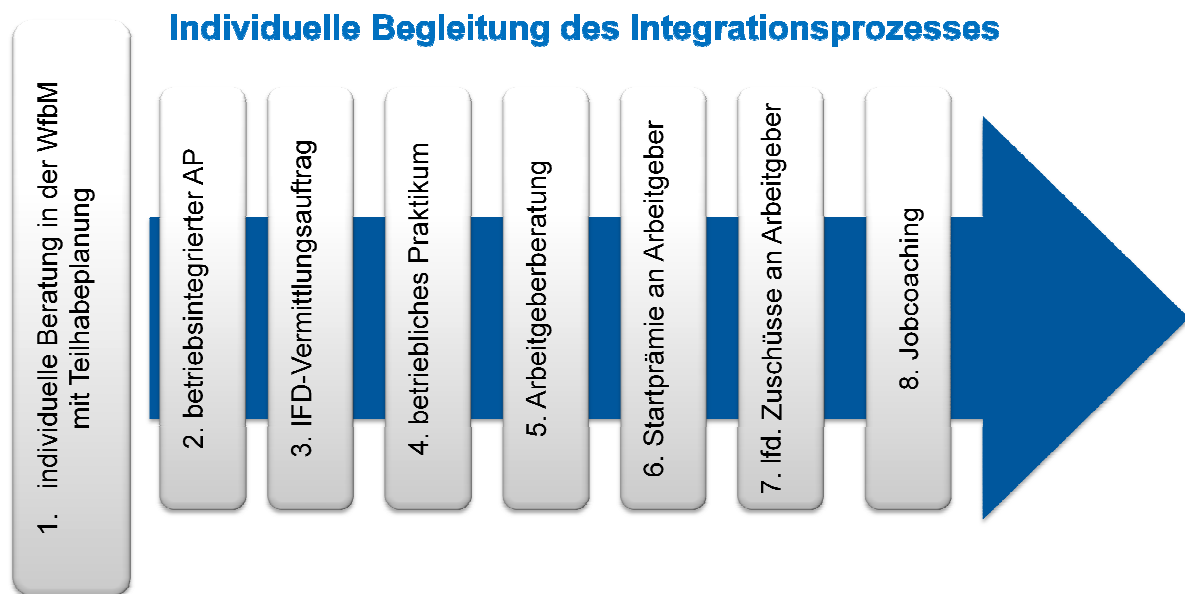 Individuelle Begleitung des Integrationsprozesses
1. individuelle Beratung in der WfbM
mit Teilhabeplanung
2. betriebsintegrierter AP
3. IFD-Vermittlungsauftrag
4. betriebliches Praktikum
5. Arbeitgeberberatung
6. Startprämie an Arbeitgeber
7. lfd. Zuschüsse an Arbeitgeber
8. Jobcoaching